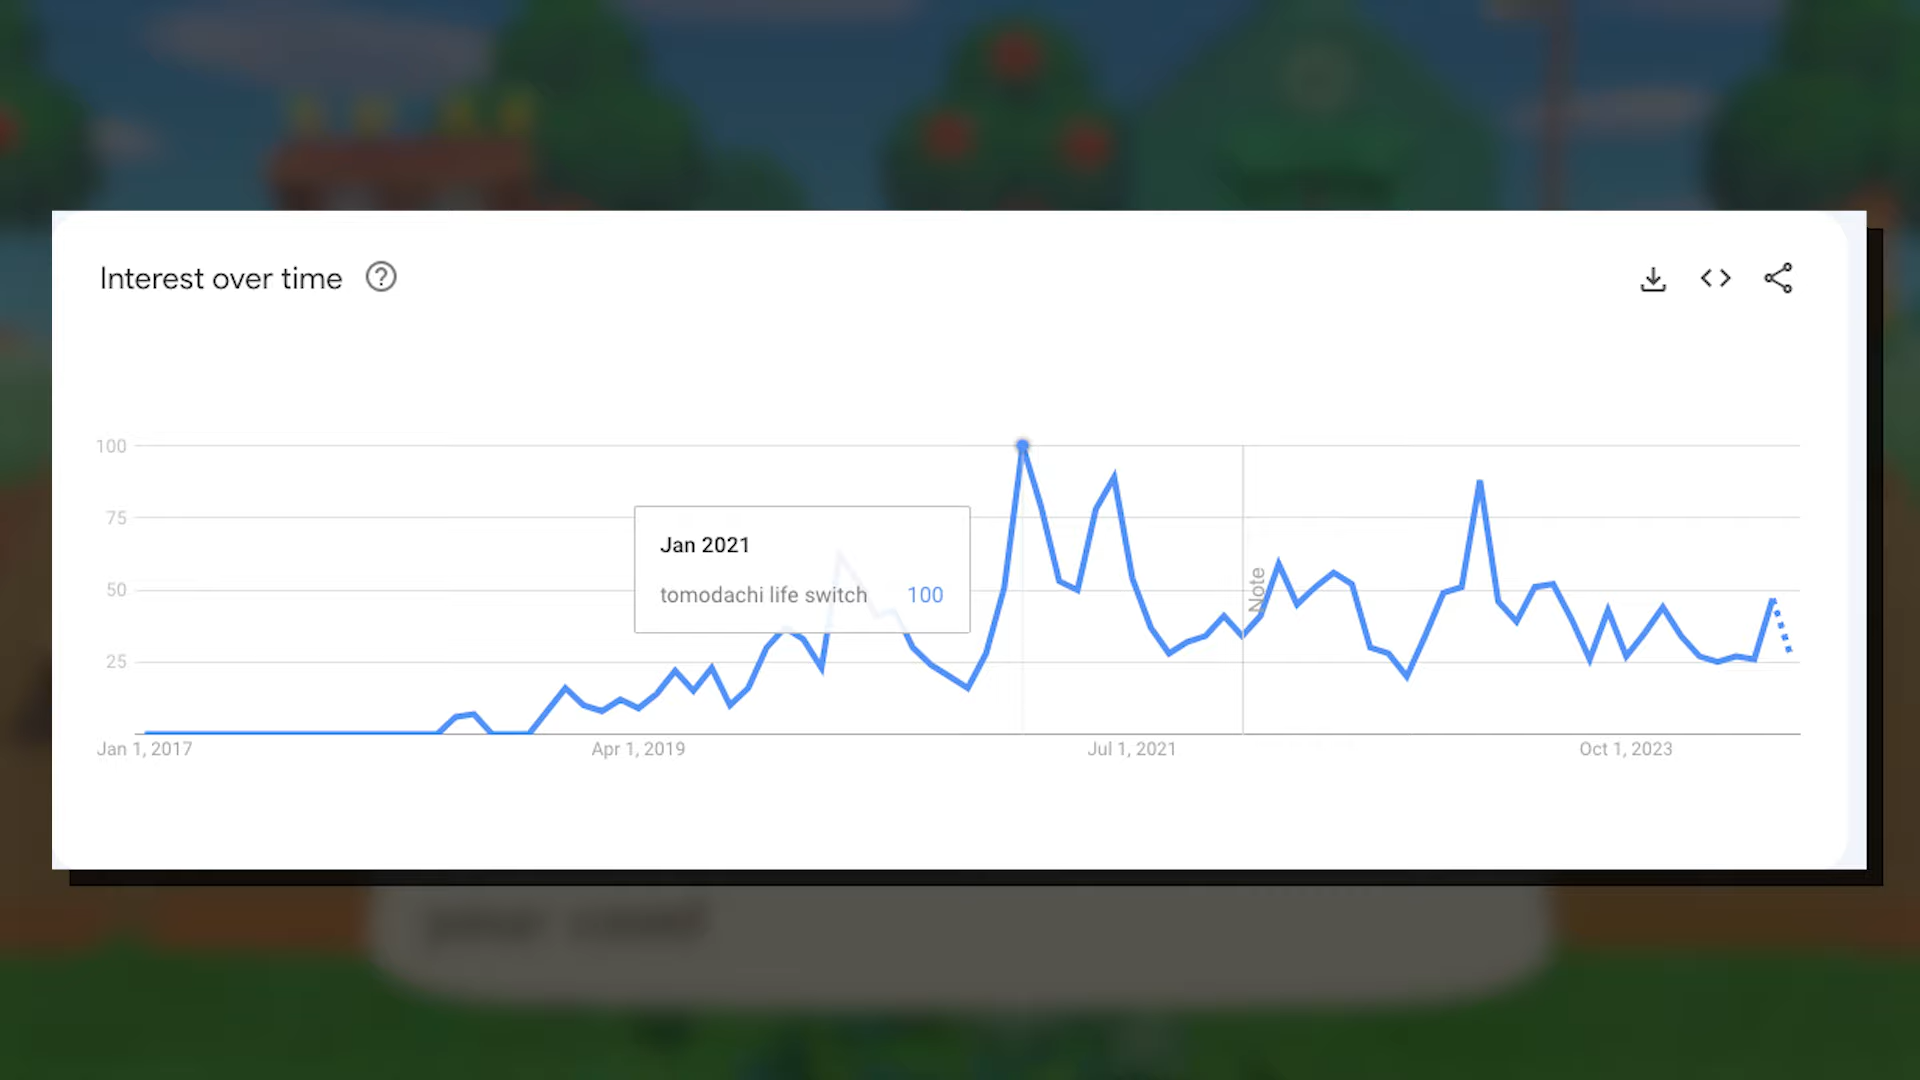 Interest over time
100
75
50
25
Jan 2021
tomodachi life switch 100
Note
Jan 1, 2017 Apr 1, 2019 Jul 1, 2021 Oct 1, 2023